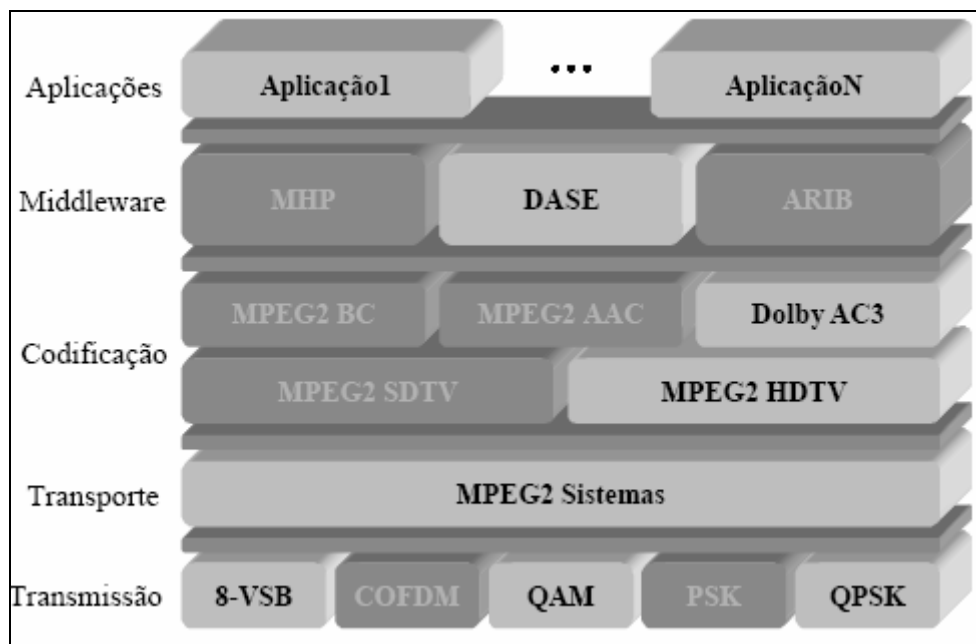 Aplicações
Aplicação1
...
AplicaçãoN
Middleware
MHP
DASE
ARIB
Codificação
MPEG2 BC
MPEG2 AAC
Dolby AC3
MPEG2 SDTV
MPEG2 HDTV
Transporte
MPEG2 Sistemas
Transmissão
8-VSB
COFDM
QAM
PSK
QPSK